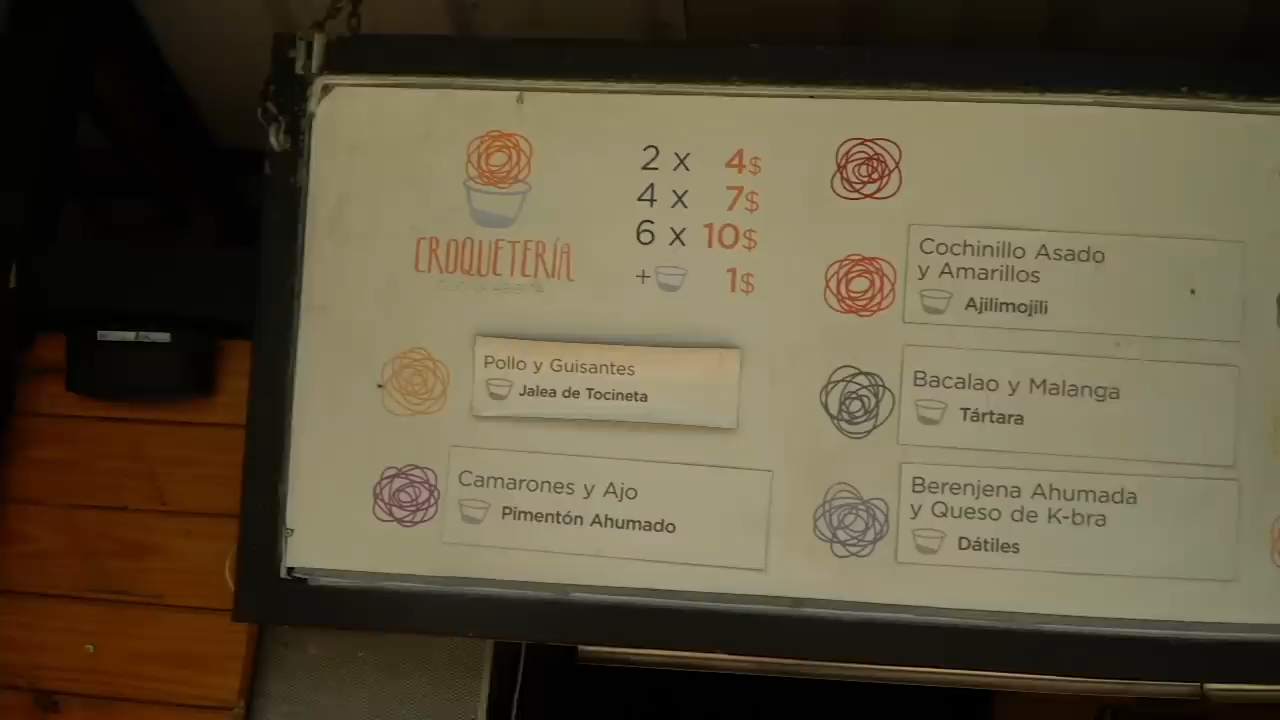 CROQUETERÍA
2 x 4$
4 x 7$
6 x 10$
+ 1$
Pollo y Guisantes
Jalea de Tocineta
Camarones y Ajo
Pimentón Ahumado
Cochinillo Asado
y Amarillos
Ajilimojili
Bacalao y Malanga
Tártara
Berenjena Ahumada
y Queso de K-bra
Dátiles